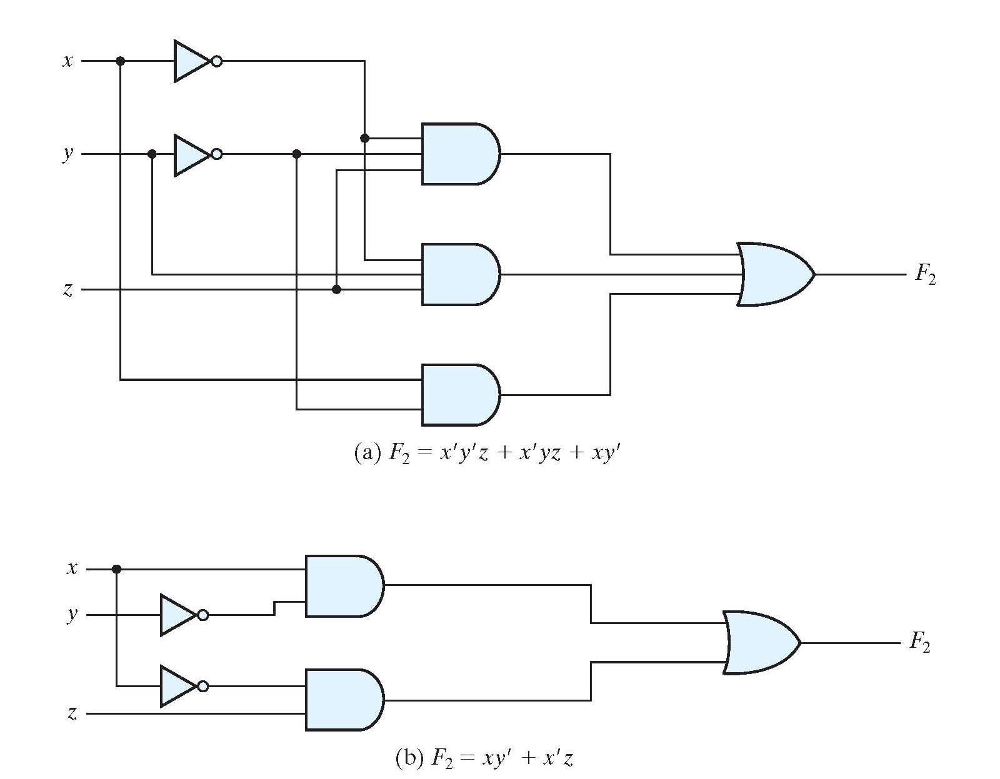 x
y
z
F₂
(a) F₂ = x′y′z + x′yz + xy′
x
y
z
F₂
(b) F₂ = xy′ + x′z